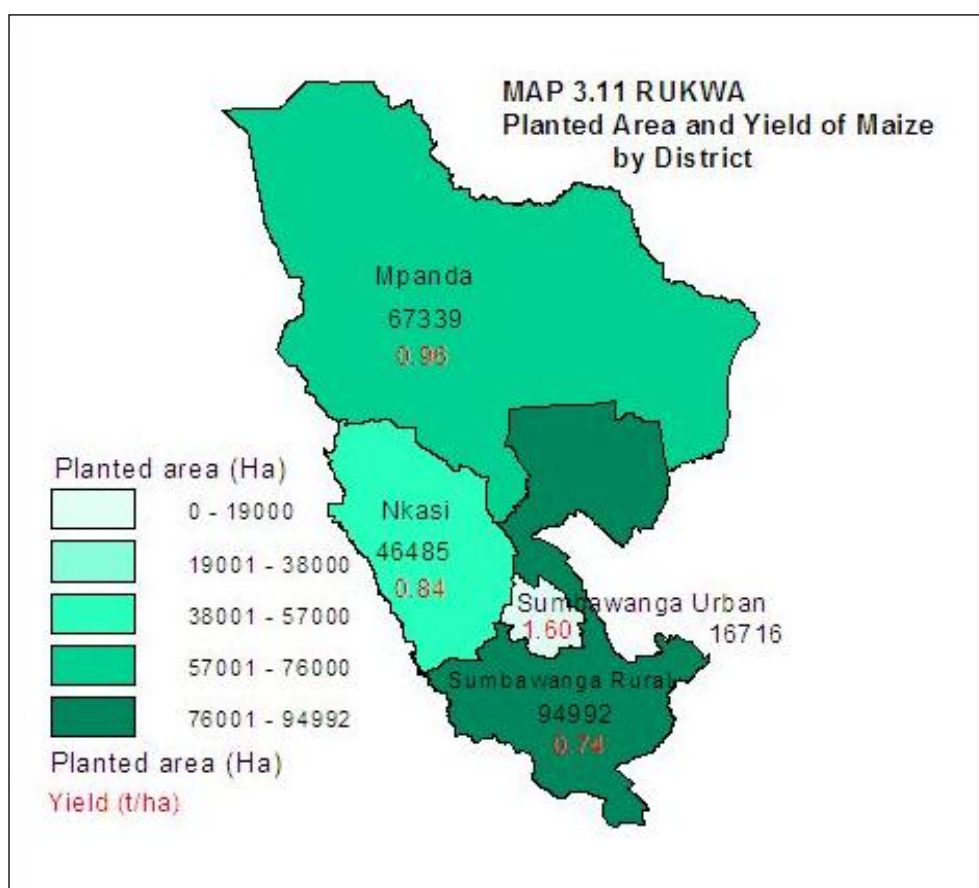 MAP 3.11 RUKWA
Planted Area and Yield of Maize
by District
Mpanda
67339
0.96
Nkasi
46485
0.84
Sumbawanga Urban
1.60
16716
Sumbawanga Rural
94992
0.74
Planted area (Ha)
0 - 19000
19001 - 38000
38001 - 57000
57001 - 76000
76001 - 94992
Planted area (Ha)
Yield (t/ha)